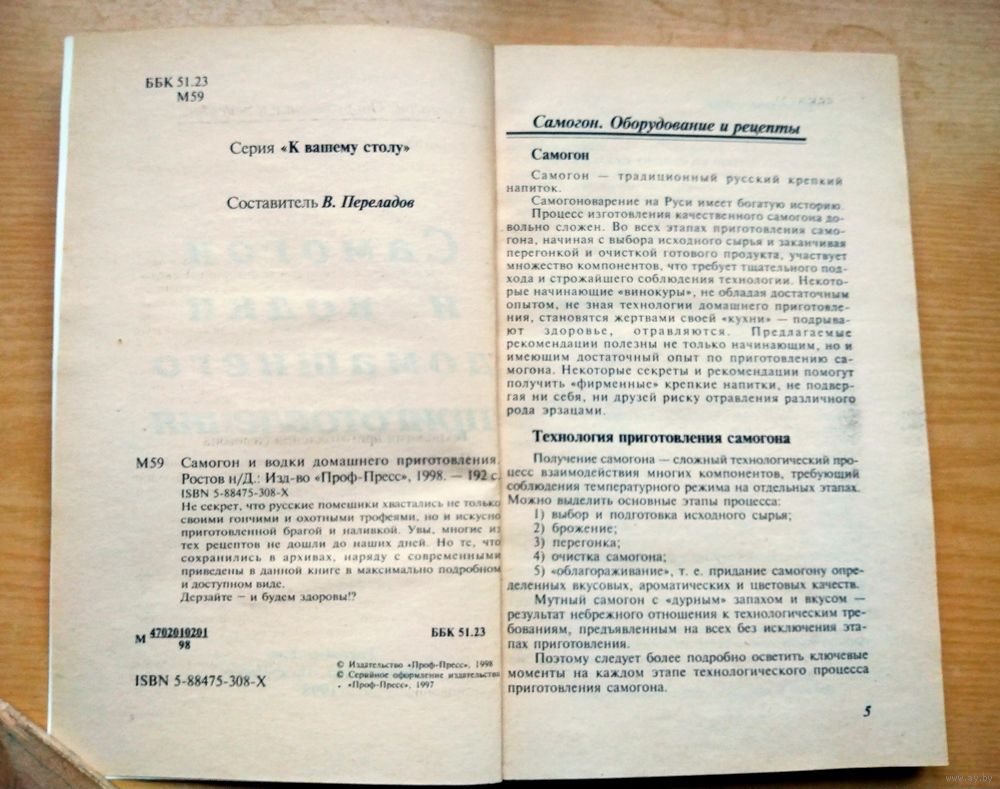 ББК 51.23
М59
Серия «К вашему столу»
Составитель В. Переладов
М59 Самогон и водки домашнего приготовления.
Ростов н/Д.: Изд-во «Проф-Пресс», 1998. — 192 с.
ISBN 5-88475-308-X
Не секрет, что русские помещики хвастались не только
своими гончими и охотными трофеями, но и искусно
приготовленной брагой и наливкой. Увы, многие из
тех рецептов не дошли до наших дней. Но те, что
сохранились в архивах, наряду с современными
приведены в данной книге в максимально подробном
и доступном виде.
Дерзайте – и будем здоровы!?
М 4702010201
98
ББК 51.23
© Издательство «Проф-Пресс», 1998
© Серийное оформление издательства
«Проф-Пресс», 1997
ISBN 5-88475-308-X
Самогон. Оборудование и рецепты
Самогон
Самогон — традиционный русский крепкий
напиток.
Самогоноварение на Руси имеет богатую историю.
Процесс изготовления качественного самогона до-
вольно сложен. Во всех этапах приготовления само-
гона, начиная с выбора исходного сырья и заканчивая
перегонкой и очисткой готового продукта, участвует
множество компонентов, что требует тщательного под-
хода и строжайшего соблюдения технологии. Некото-
рые начинающие «винокуры», не обладая достаточным
опытом, не зная технологии домашнего приготовле-
ния, становятся жертвами своей «кухни» — подрыва-
ют здоровье, отравляются. Предлагаемые
рекомендации полезны не только начинающим, но и
имеющим достаточный опыт по приготовлению са-
могона. Некоторые секреты и рекомендации помогут
получить «фирменные» крепкие напитки, не подвер-
гая ни себя, ни друзей риску отравления различного
рода эрзацами.
Технология приготовления самогона
Получение самогона — сложный технологический про-
цесс взаимодействия многих компонентов, требующий
соблюдения температурного режима на отдельных этапах.
Можно выделить основные этапы процесса:
1) выбор и подготовка исходного сырья;
2) брожение;
3) перегонка;
4) очистка самогона;
5) «облагораживание», т. е. придание самогону опре-
деленных вкусовых, ароматических и цветовых качеств.
Мутный самогон с «дурным» запахом и вкусом —
результат небрежного отношения к технологическим тре-
бованиям, предъявленным на всех без исключения эта-
пах приготовления.
Поэтому следует более подробно осветить ключевые
моменты на каждом этапе технологического процесса
приготовления самогона.
5
www.ay.by